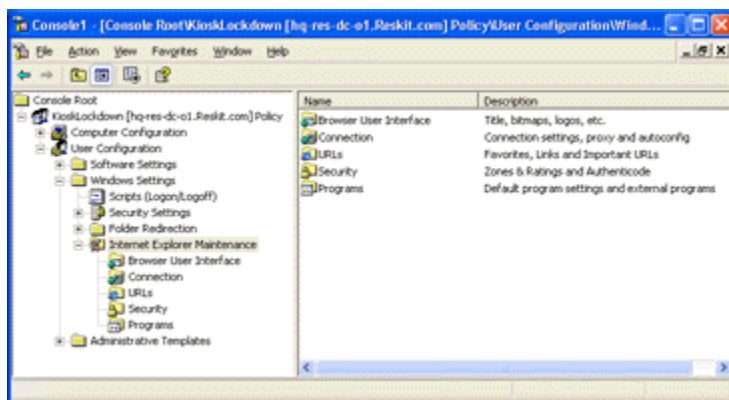 Console1 - [Console Root\KioskLockdown [hq-res-dc-o1.Reskit.com] Policy\User Configuration\Wind...
File Action View Favorites Window Help
Console Root
KioskLockdown [hq-res-dc-o1.Reskit.com] Policy
Computer Configuration
User Configuration
Software Settings
Windows Settings
Scripts (Logon/Logoff)
Security Settings
Folder Redirection
Internet Explorer Maintenance
Browser User Interface
Connection
URLs
Security
Programs
Administrative Templates
Name Description
Browser User Interface Title, bitmaps, logos, etc.
Connection Connection settings, proxy and autoconfig
URLs Favorites, Links and Important URLs
Security Zones & Ratings and Authenticode
Programs Default program settings and external programs